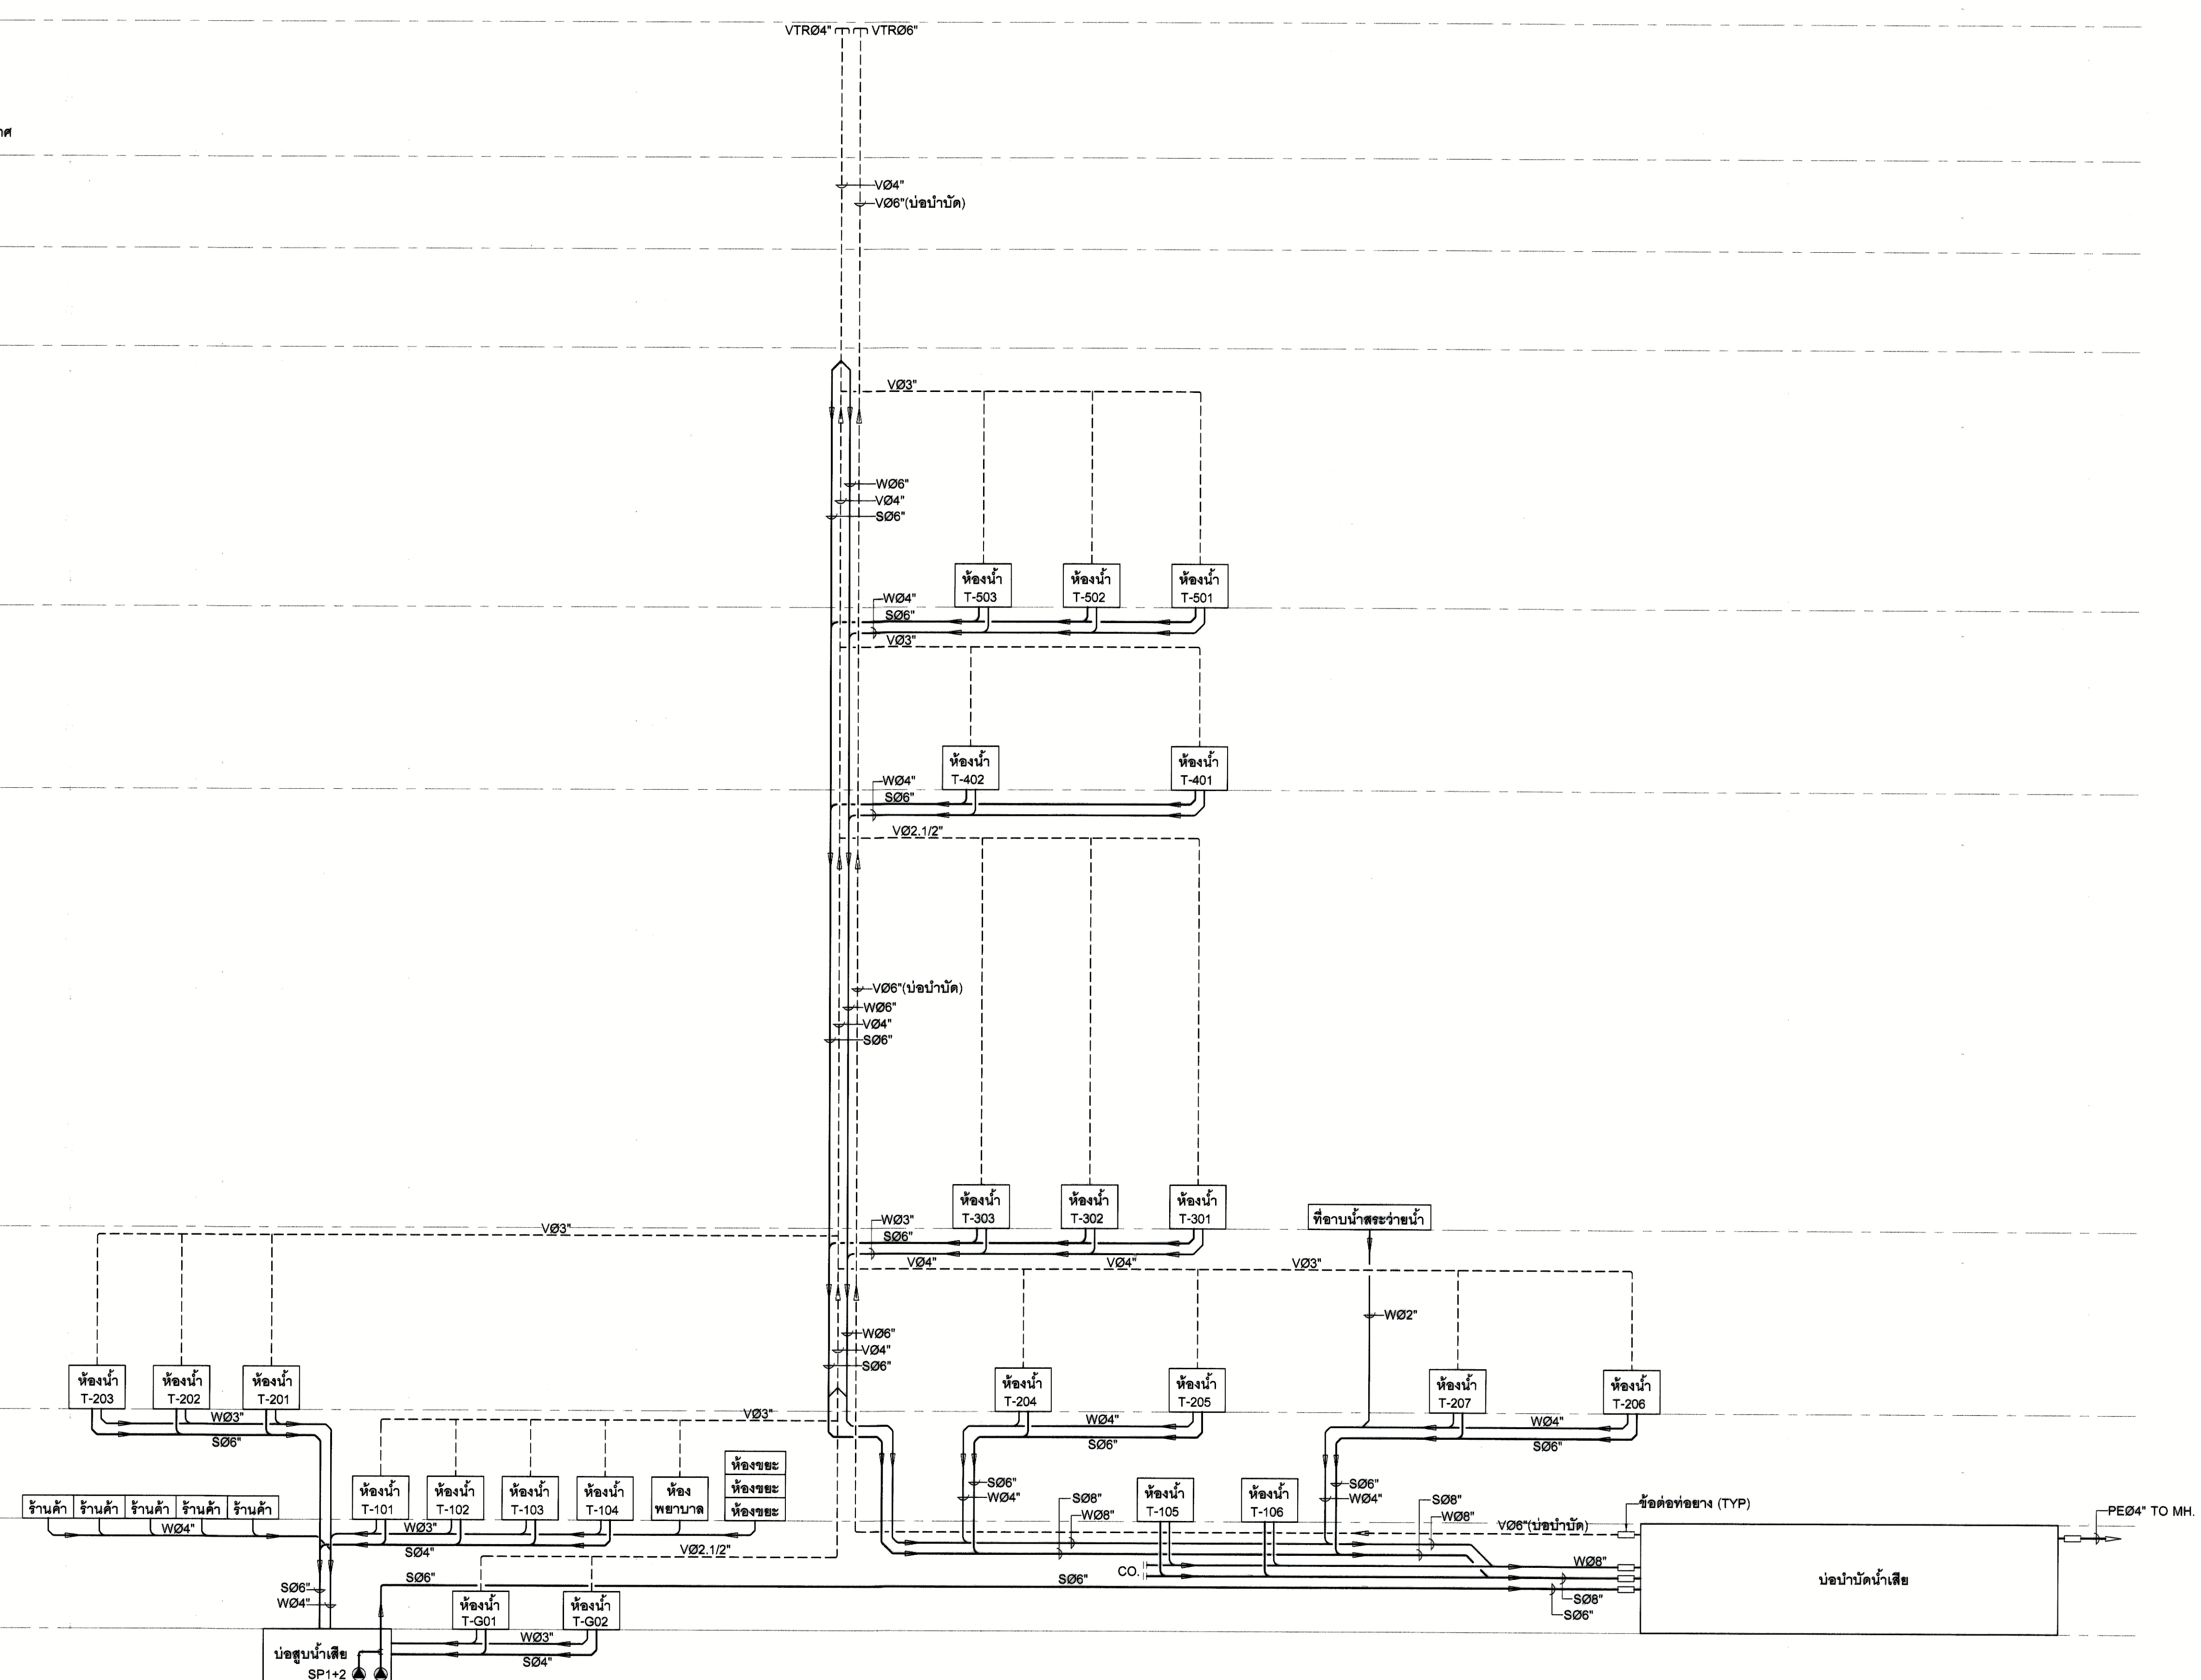 VTRØ4" VTRØ6"
VØ4"
VØ6"(บ่อบำบัด)
VØ3"
WØ6"
VØ4"
SØ6"
ห้องน้ำ
T-503
ห้องน้ำ
T-502
ห้องน้ำ
T-501
WØ4"
SØ6"
VØ3"
ห้องน้ำ
T-402
ห้องน้ำ
T-401
WØ4"
SØ6"
VØ2.1/2"
VØ6"(บ่อบำบัด)
WØ6"
VØ4"
SØ6"
ห้องน้ำ
T-303
ห้องน้ำ
T-302
ห้องน้ำ
T-301
ที่อาบน้ำสระว่ายน้ำ
VØ3"
WØ3"
SØ6"
VØ4"
VØ4"
VØ3"
WØ2"
WØ6"
VØ4"
SØ6"
ห้องน้ำ
T-203
ห้องน้ำ
T-202
ห้องน้ำ
T-201
ห้องน้ำ
T-204
ห้องน้ำ
T-205
ห้องน้ำ
T-207
ห้องน้ำ
T-206
WØ3"
SØ6"
VØ3"
WØ4"
SØ6"
WØ4"
SØ6"
ห้องขยะ
ห้องขยะ
ห้องขยะ
ห้องน้ำ
T-101
ห้องน้ำ
T-102
ห้องน้ำ
T-103
ห้องน้ำ
T-104
ห้อง
พยาบาล
ร้านค้า
ร้านค้า
ร้านค้า
ร้านค้า
ร้านค้า
SØ6"
WØ4"
SØ8"
WØ8"
ห้องน้ำ
T-105
ห้องน้ำ
T-106
SØ6"
WØ4"
SØ8"
WØ8"
ข้อต่อท่อยาง (TYP)
PEØ4" TO MH.
WØ4"
WØ3"
SØ4"
VØ2.1/2"
VØ6"(บ่อบำบัด)
CO.
WØ8"
SØ6"
WØ4"
SØ6"
SØ6"
SØ8"
SØ6"
บ่อบำบัดน้ำเสีย
ห้องน้ำ
T-G01
ห้องน้ำ
T-G02
WØ3"
SØ4"
บ่อสูบน้ำเสีย
SP1+2